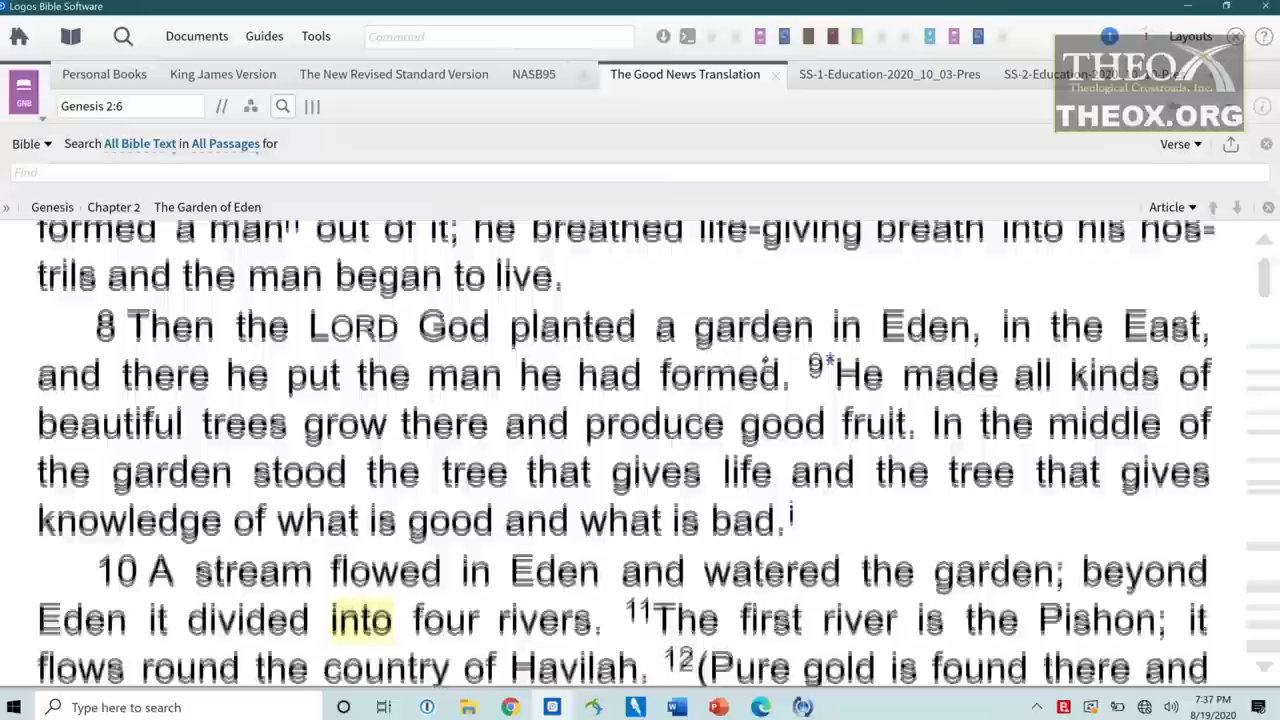 Logos Bible Software
Documents Guides Tools Command Layouts
THEOX
Theological Crossroads, Inc.
THEOX.ORG
Personal Books King James Version The New Revised Standard Version NASB95 The Good News Translation SS-1-Education-2020_10_03-Pres SS-2-Education-2020_10_10-Pres
GNB
Genesis 2:6
Bible Search All Bible Text in All Passages for Verse
Find
» Genesis Chapter 2 The Garden of Eden Article
formed a man out of it; he breathed life-giving breath into his nos-
trils and the man began to live.
8 Then the LORD God planted a garden in Eden, in the East,
and there he put the man he had formed. 9*He made all kinds of
beautiful trees grow there and produce good fruit. In the middle of
the garden stood the tree that gives life and the tree that gives
knowledge of what is good and what is bad.i
10 A stream flowed in Eden and watered the garden; beyond
Eden it divided into four rivers. 11The first river is the Pishon; it
flows round the country of Havilah. 12(Pure gold is found there and
Type here to search
7:37 PM
8/19/2020